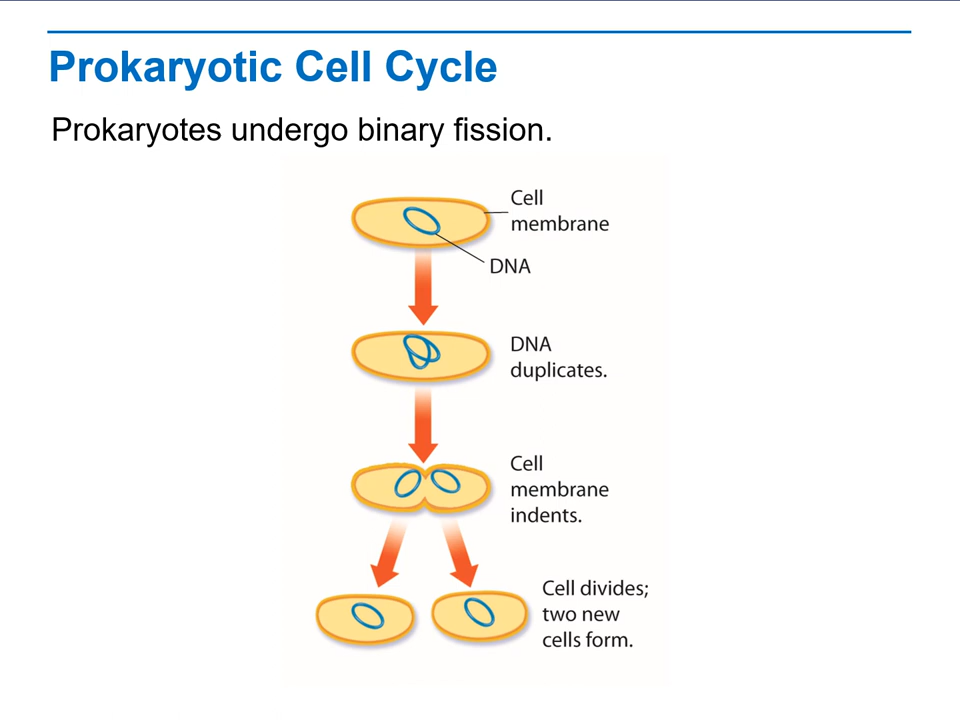 Prokaryotic Cell Cycle
Prokaryotes undergo binary fission.
Cell
membrane
DNA
DNA
duplicates.
Cell
membrane
indents.
Cell divides;
two new
cells form.